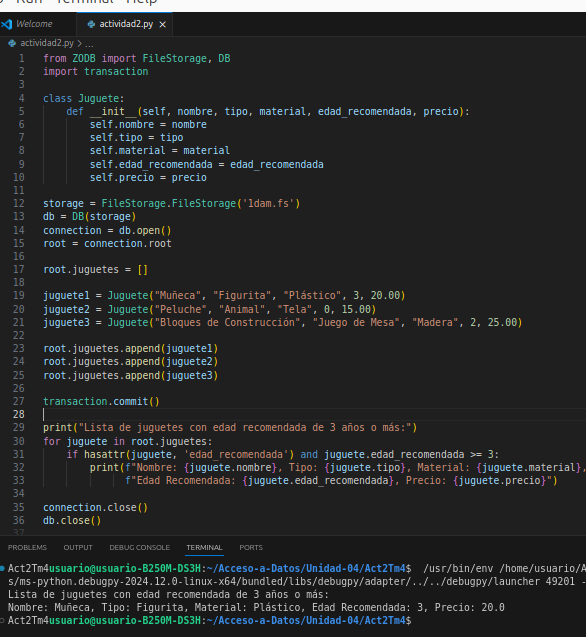 Run Terminal Help
Welcome
actividad2.py ×
actividad2.py > ...
1 from ZODB import FileStorage, DB
2 import transaction
3
4 class Juguete:
5 def __init__(self, nombre, tipo, material, edad_recomendada, precio):
6 self.nombre = nombre
7 self.tipo = tipo
8 self.material = material
9 self.edad_recomendada = edad_recomendada
10 self.precio = precio
11
12 storage = FileStorage.FileStorage('1dam.fs')
13 db = DB(storage)
14 connection = db.open()
15 root = connection.root
16
17 root.juguetes = []
18
19 juguete1 = Juguete("Muñeca", "Figurita", "Plástico", 3, 20.00)
20 juguete2 = Juguete("Peluche", "Animal", "Tela", 0, 15.00)
21 juguete3 = Juguete("Bloques de Construcción", "Juego de Mesa", "Madera", 2, 25.00)
22
23 root.juguetes.append(juguete1)
24 root.juguetes.append(juguete2)
25 root.juguetes.append(juguete3)
26
27 transaction.commit()
28
29 print("Lista de juguetes con edad recomendada de 3 años o más:")
30 for juguete in root.juguetes:
31 if hasattr(juguete, 'edad_recomendada') and juguete.edad_recomendada >= 3:
32 print(f"Nombre: {juguete.nombre}, Tipo: {juguete.tipo}, Material: {juguete.material},
33 f"Edad Recomendada: {juguete.edad_recomendada}, Precio: {juguete.precio}")
34
35 connection.close()
36 db.close()
37
PROBLEMS OUTPUT DEBUG CONSOLE TERMINAL PORTS
Act2Tm4usuario@usuario-B250M-DS3H:~/Acceso-a-Datos/Unidad-04/Act2Tm4$ /usr/bin/env /home/usuario/A
s/ms-python.debugpy-2024.12.0-linux-x64/bundled/libs/debugpy/adapter/../../debugpy/launcher 49201 -
Lista de juguetes con edad recomendada de 3 años o más:
Nombre: Muñeca, Tipo: Figurita, Material: Plástico, Edad Recomendada: 3, Precio: 20.0
Act2Tm4usuario@usuario-B250M-DS3H:~/Acceso-a-Datos/Unidad-04/Act2Tm4$